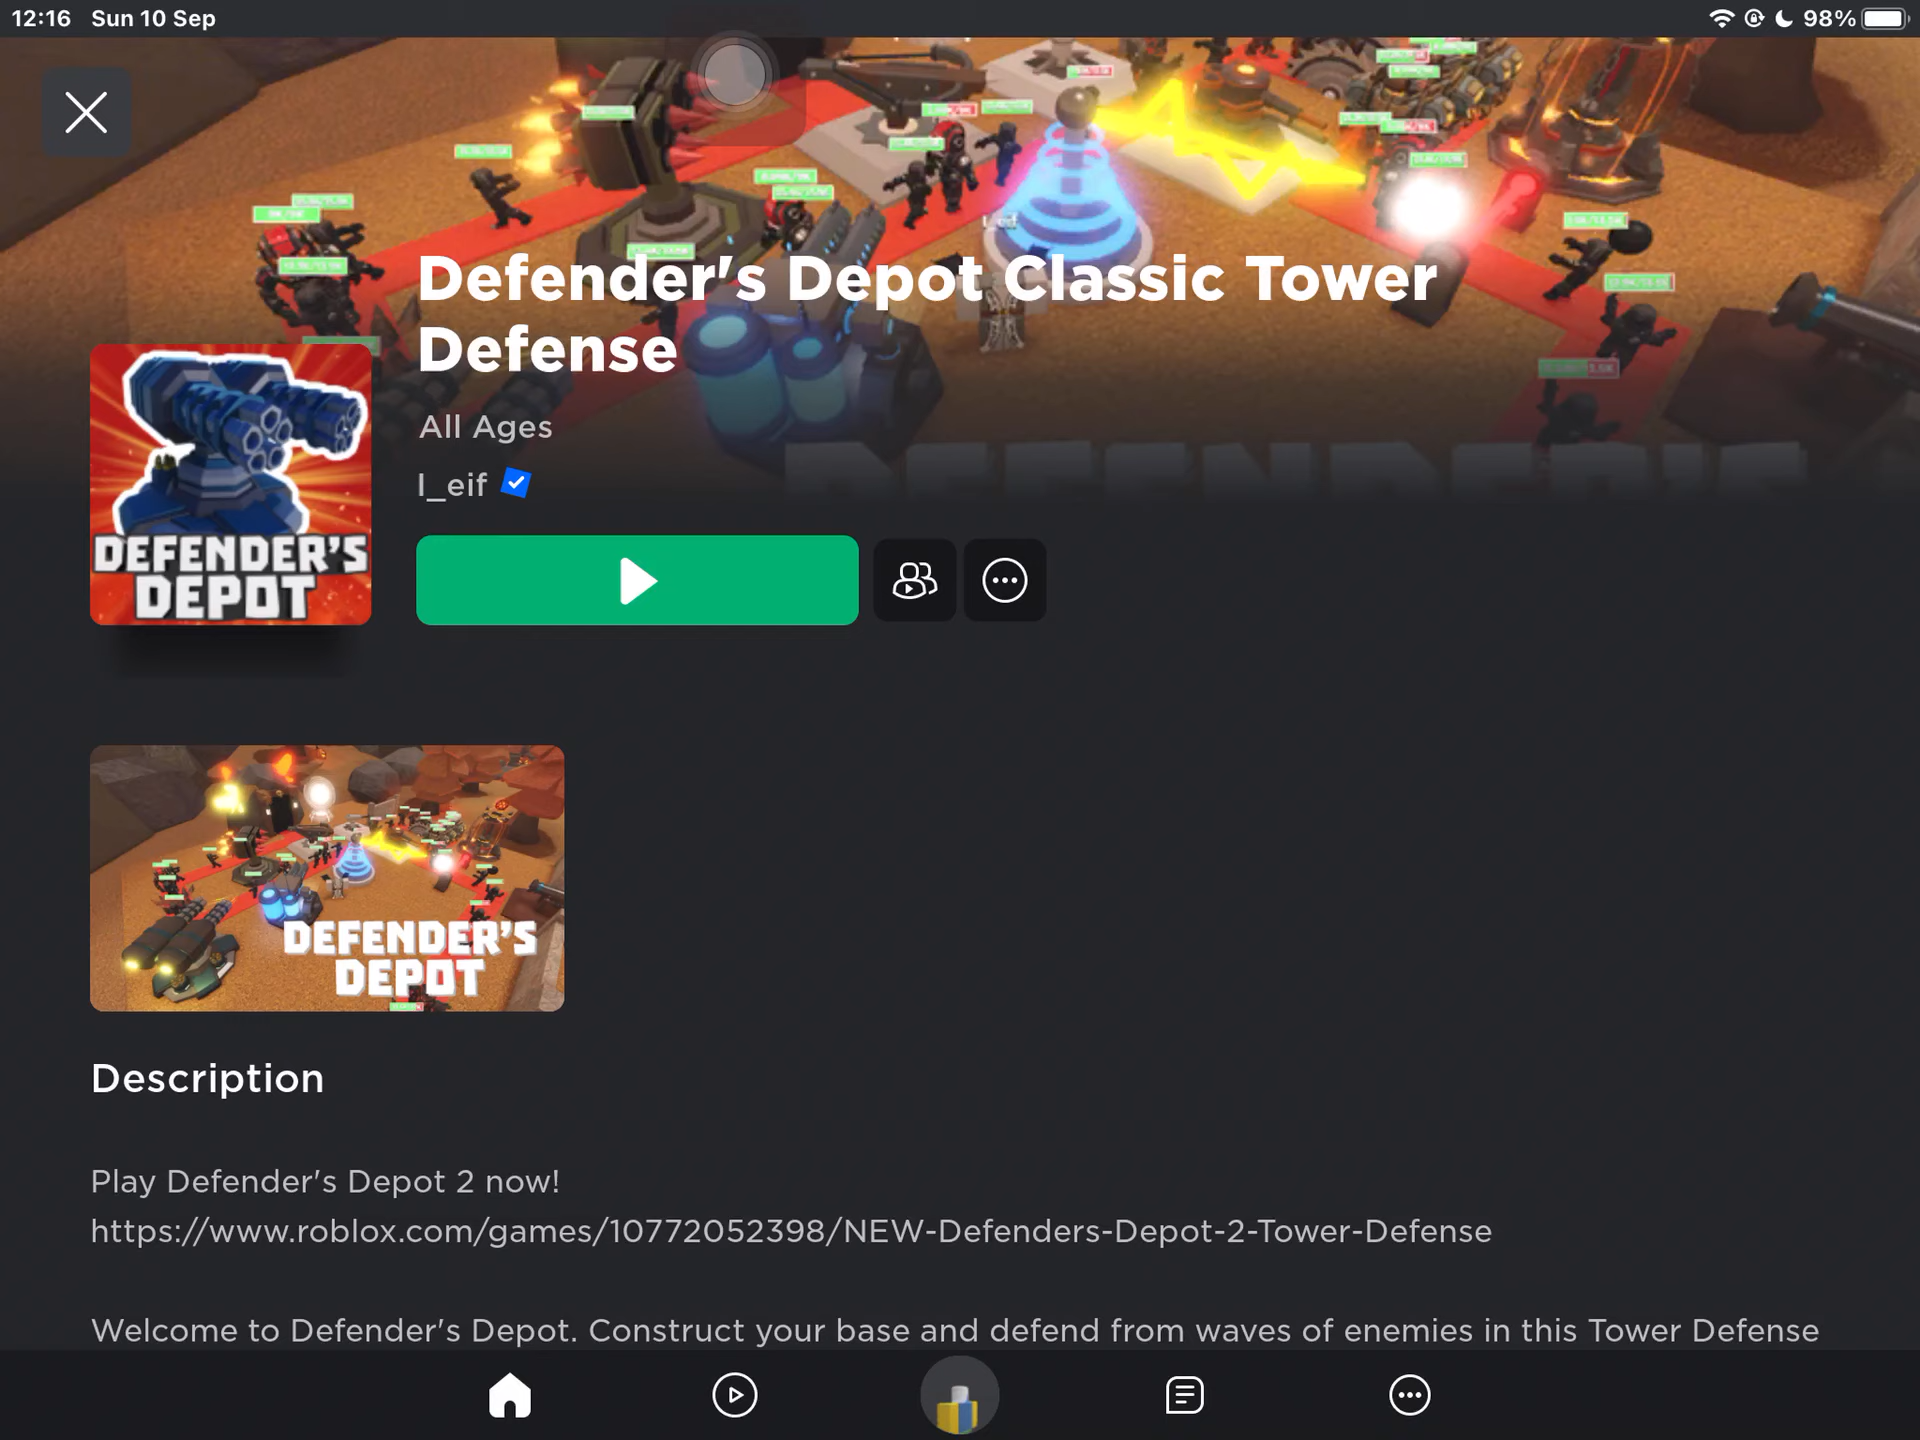 12:16 Sun 10 Sep
98%
Defender's Depot Classic Tower
Defense
All Ages
l_eif
DEFENDER'S
DEPOT
DEFENDER'S
DEPOT
Description
Play Defender's Depot 2 now!
https://www.roblox.com/games/10772052398/NEW-Defenders-Depot-2-Tower-Defense
Welcome to Defender's Depot. Construct your base and defend from waves of enemies in this Tower Defense